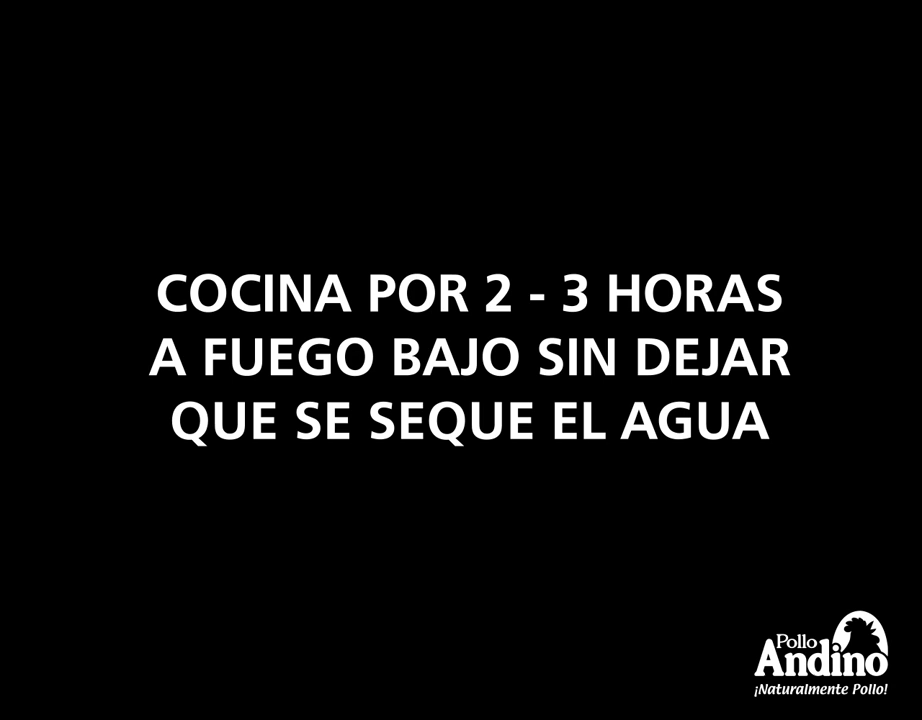 COCINA POR 2 - 3 HORAS
A FUEGO BAJO SIN DEJAR
QUE SE SEQUE EL AGUA
Pollo
Andino
¡Naturalmente Pollo!